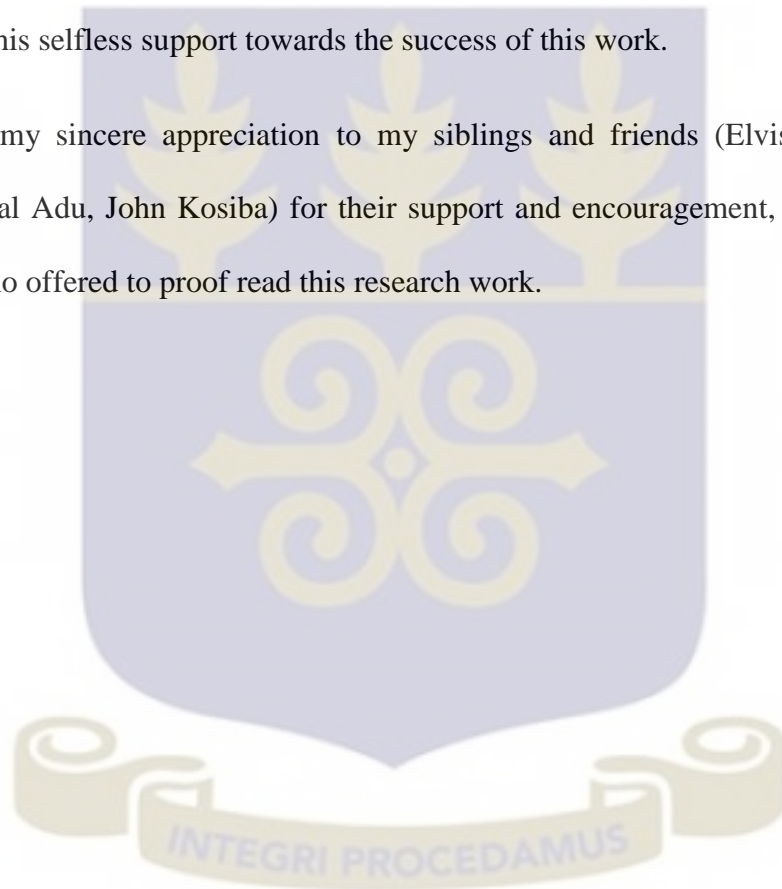 his selfless support towards the success of this work.
my sincere appreciation to my siblings and friends (Elvis
al Adu, John Kosiba) for their support and encouragement,
o offered to proof read this research work.
INTEGRI PROCEDAMUS